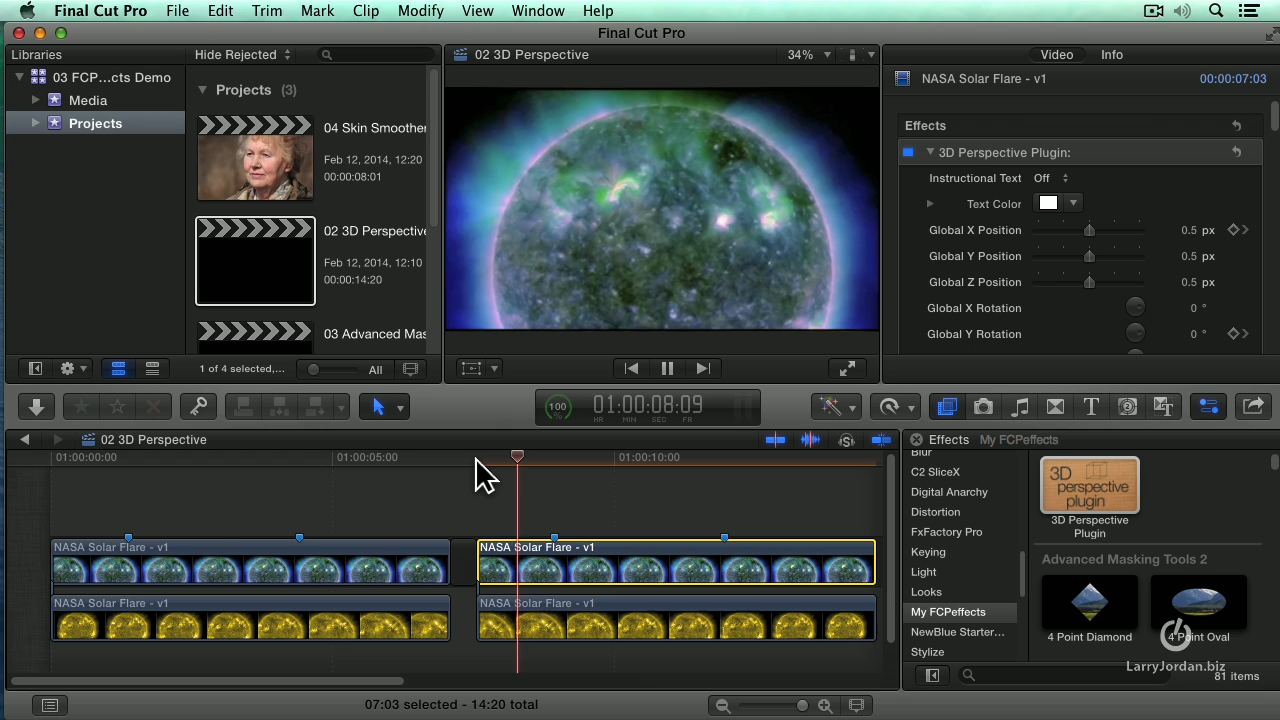 Final Cut Pro File Edit Trim Mark Clip Modify View Window Help
Final Cut Pro
Libraries
Hide Rejected
02 3D Perspective
34%
Video Info
03 FCP...cts Demo
Media
Projects
Projects (3)
04 Skin Smoothe
Feb 12, 2014, 12:20
00:00:08:01
02 3D Perspective
Feb 12, 2014, 12:10
00:00:14:20
03 Advanced Mas
1 of 4 selected,...
All
NASA Solar Flare - v1 00:00:07:03
Effects
3D Perspective Plugin:
Instructional Text Off
Text Color
Global X Position 0.5 px
Global Y Position 0.5 px
Global Z Position 0.5 px
Global X Rotation 0 °
Global Y Rotation 0 °
100
%
01:00:08:09
HR MIN SEC FR
02 3D Perspective
01:00:00:00 01:00:05:00 01:00:10:00
NASA Solar Flare - v1
NASA Solar Flare - v1
NASA Solar Flare - v1
NASA Solar Flare - v1
07:03 selected - 14:20 total
Effects My FCPeffects
Blur
C2 SliceX
Digital Anarchy
Distortion
FxFactory Pro
Keying
Light
Looks
My FCPeffects
NewBlue Starter...
Stylize
3D
perspective
plugin
3D Perspective
Plugin
Advanced Masking Tools 2
4 Point Diamond
4 Point Oval
LarryJordan.biz
81 items